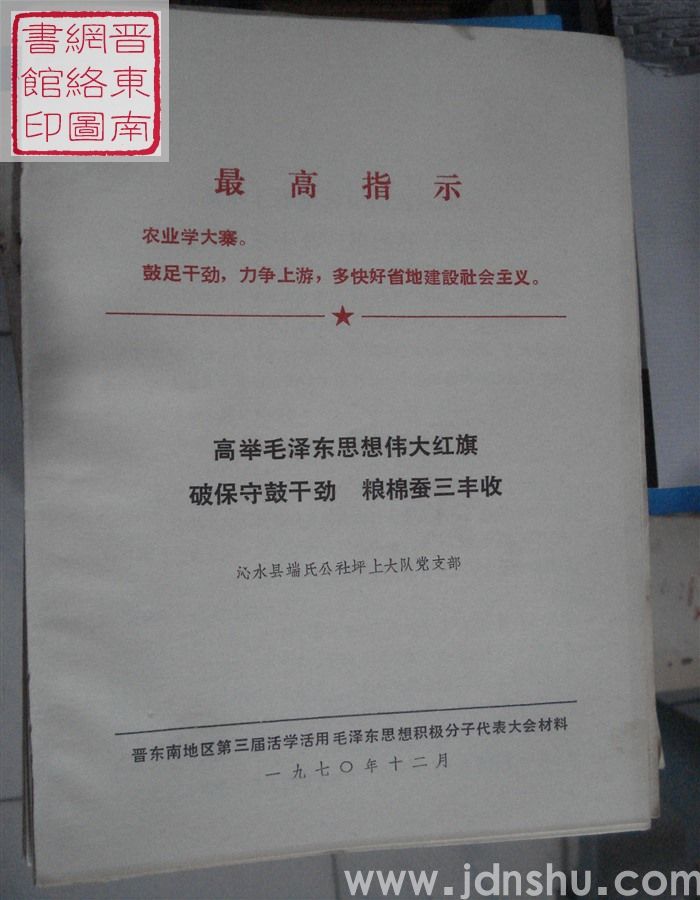 晋東南
網絡圖
書館印
最高指示
农业学大寨。
鼓足干劲，力争上游，多快好省地建設社会主义。
高举毛泽东思想伟大红旗
破保守鼓干劲 粮棉蚕三丰收
沁水县端氏公社坪上大队党支部
晋东南地区第三届活学活用毛泽东思想积极分子代表大会材料
一九七〇年十二月
www.jdnshu.com